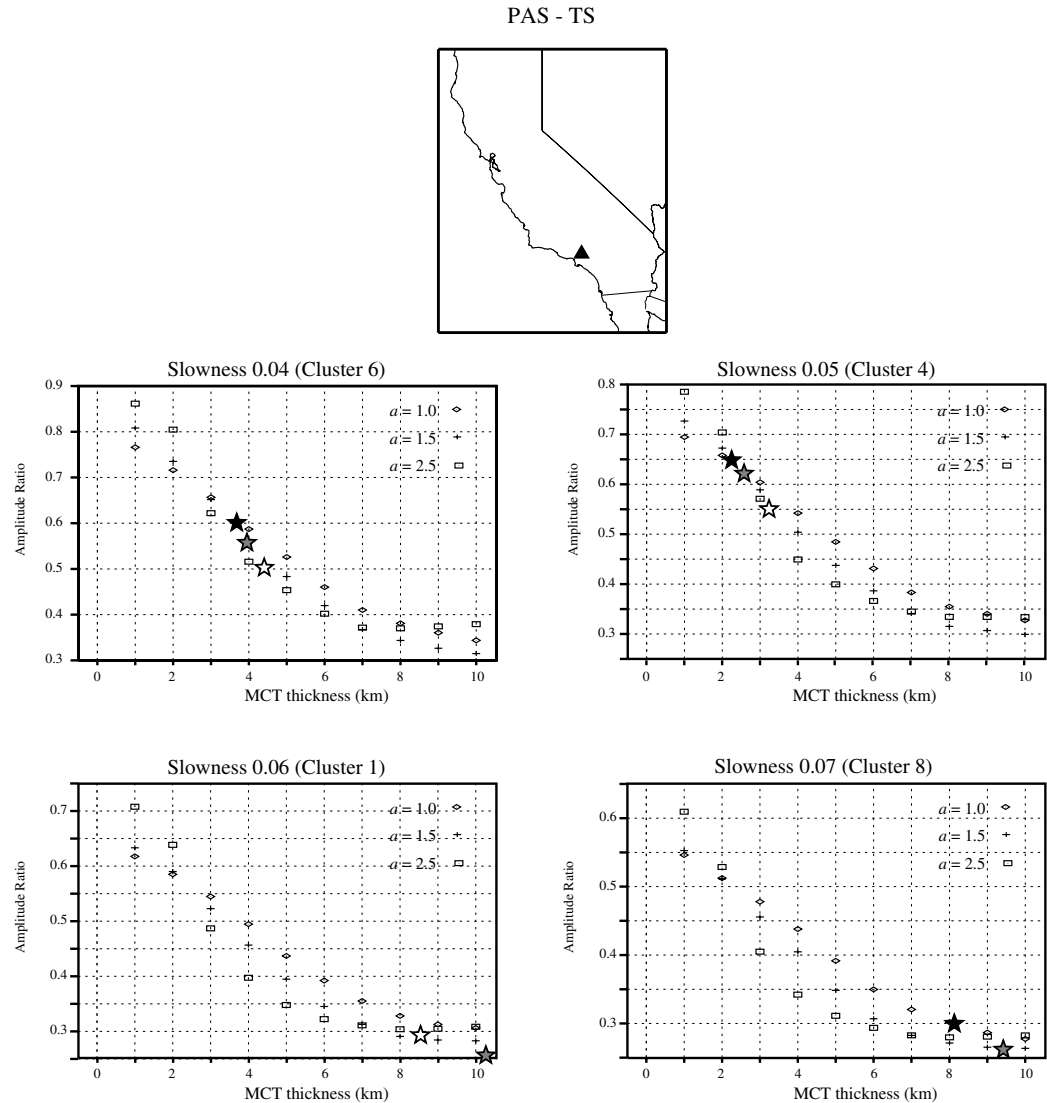 PAS - TS
Slowness 0.04 (Cluster 6)
0.9
0.8
0.7
0.6
0.5
0.4
0.3
Amplitude Ratio
a = 1.0
a = 1.5
a = 2.5
0 2 4 6 8 10
MCT thickness (km)
Slowness 0.05 (Cluster 4)
0.8
0.7
0.6
0.5
0.4
0.3
Amplitude Ratio
a = 1.0
a = 1.5
a = 2.5
0 2 4 6 8 10
MCT thickness (km)
Slowness 0.06 (Cluster 1)
0.7
0.6
0.5
0.4
0.3
Amplitude Ratio
a = 1.0
a = 1.5
a = 2.5
0 2 4 6 8 10
MCT thickness (km)
Slowness 0.07 (Cluster 8)
0.6
0.5
0.4
0.3
Amplitude Ratio
a = 1.0
a = 1.5
a = 2.5
0 2 4 6 8 10
MCT thickness (km)